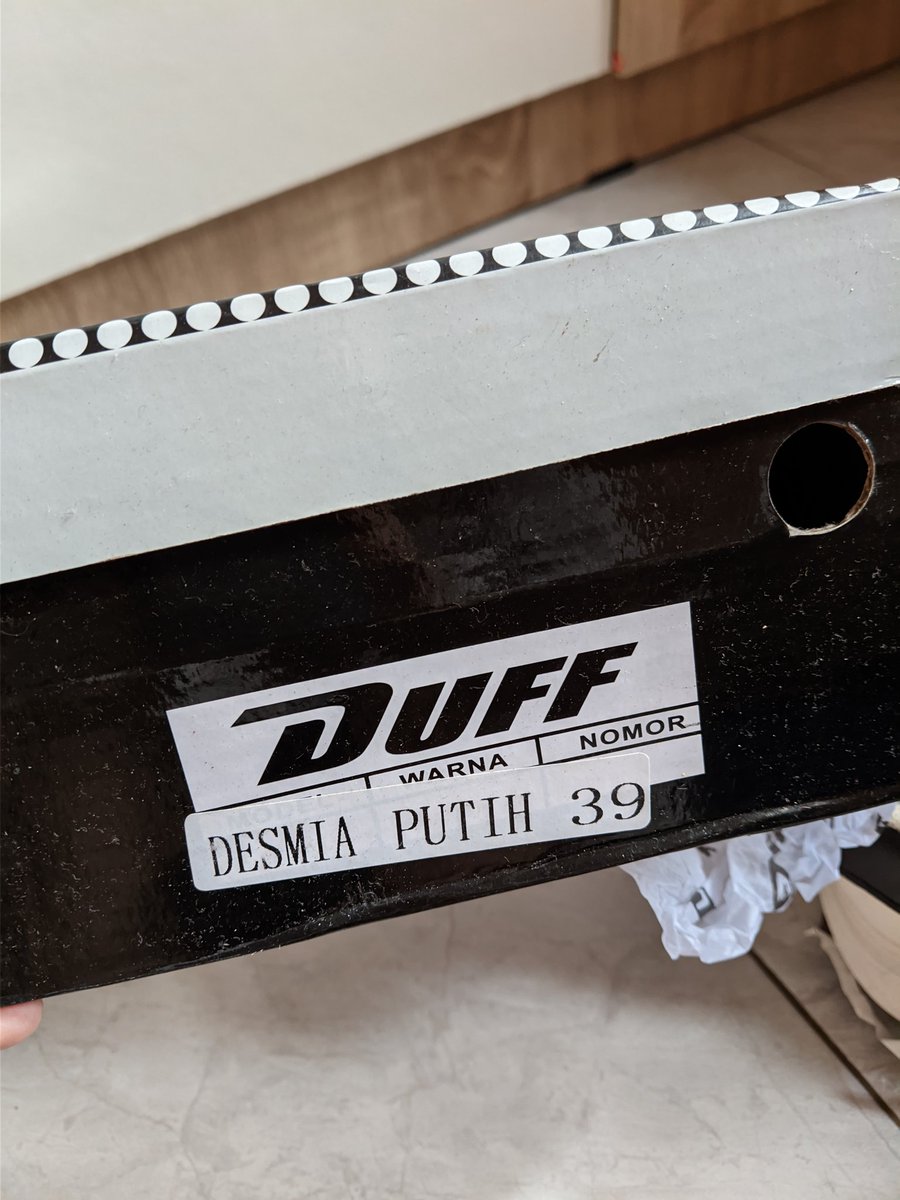 DUFF
WARNA NOMOR
DESMIA PUTIH 39